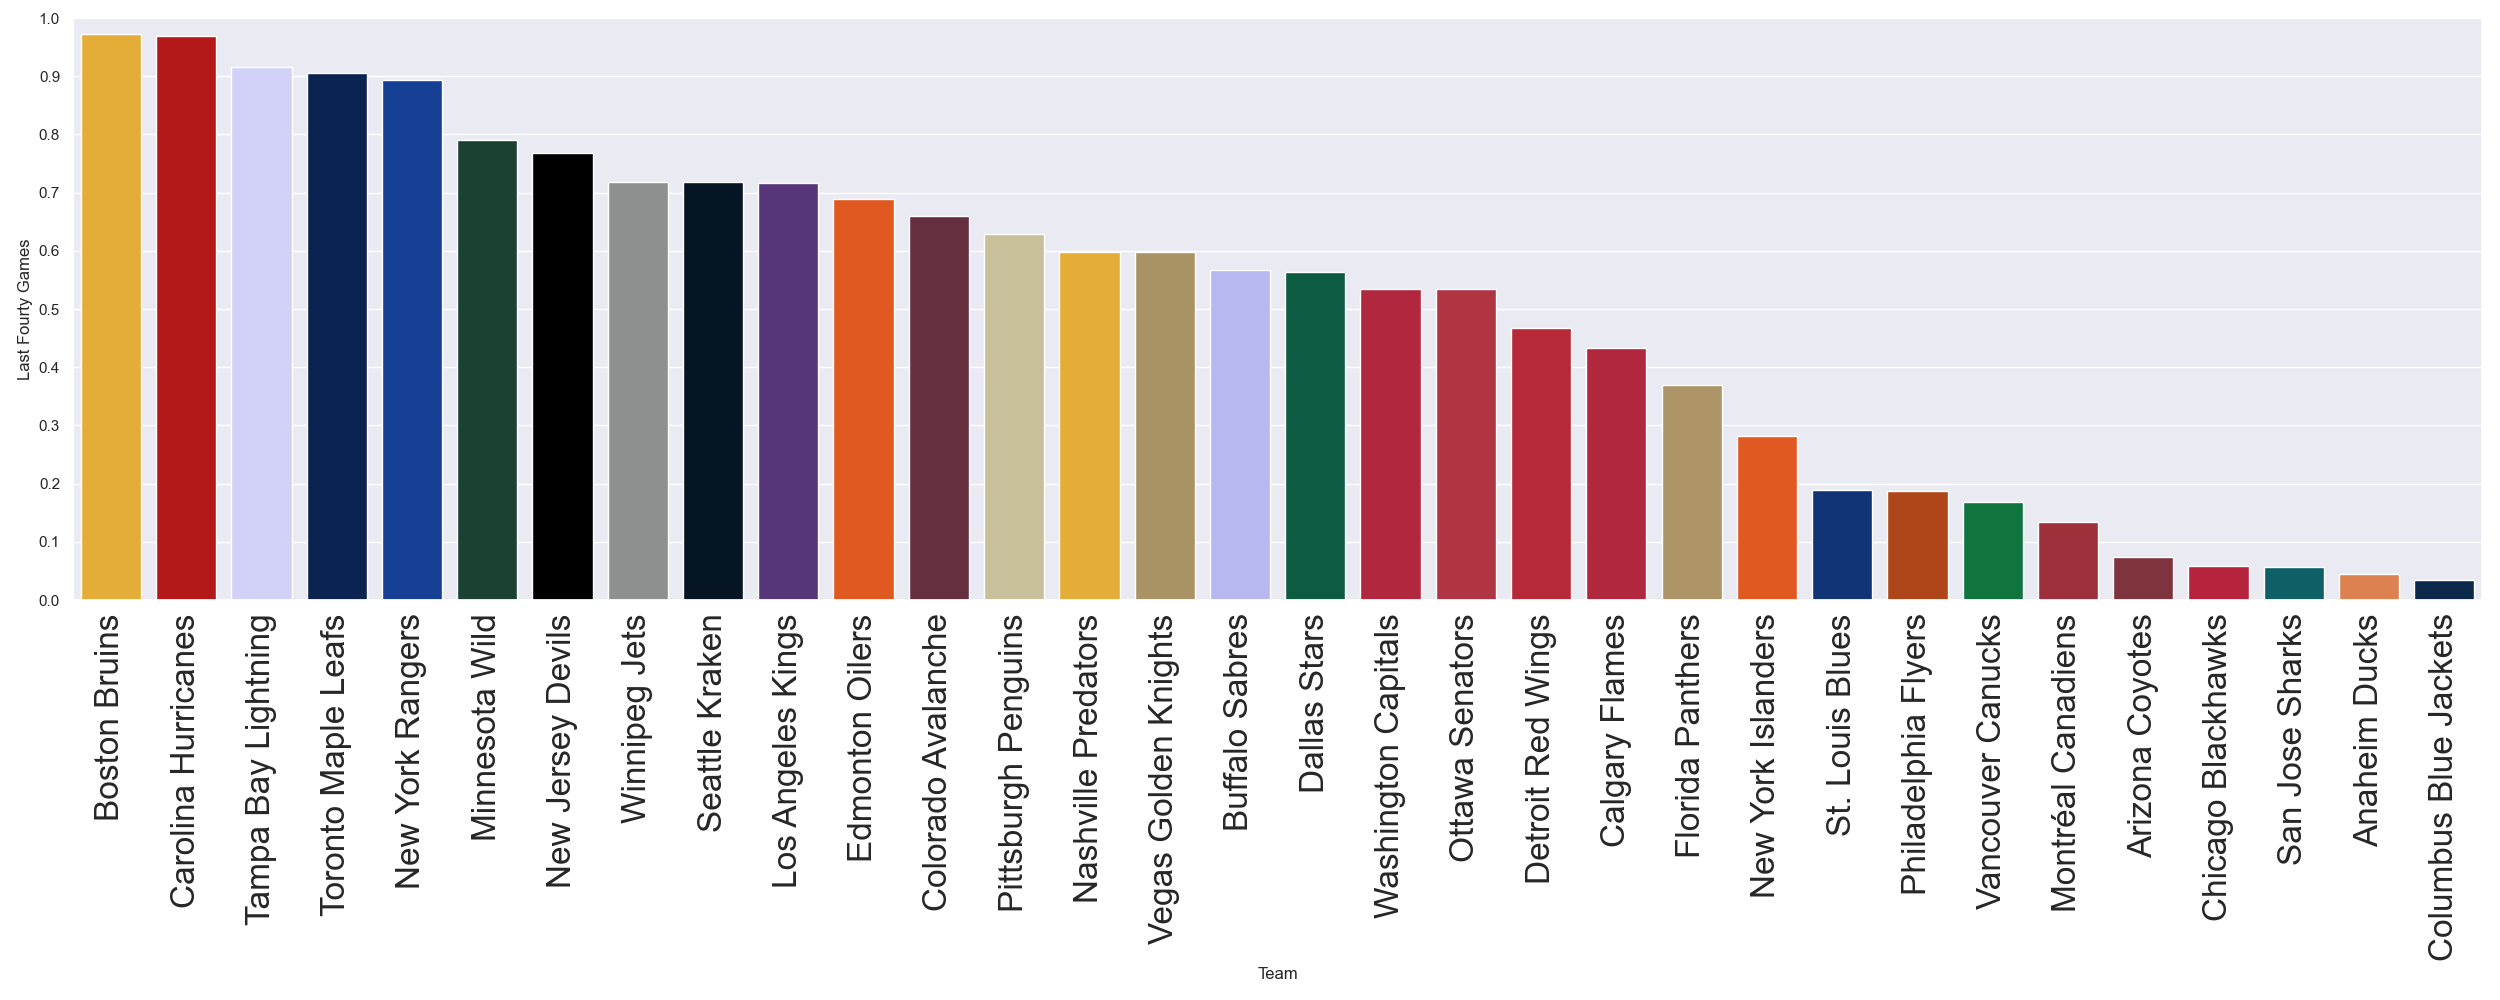 1.0
0.9
0.8
0.7
0.6
0.5
0.4
0.3
0.2
0.1
0.0
Last Fourty Games
Boston Bruins
Carolina Hurricanes
Tampa Bay Lightning
Toronto Maple Leafs
New York Rangers
Minnesota Wild
New Jersey Devils
Winnipeg Jets
Seattle Kraken
Los Angeles Kings
Edmonton Oilers
Colorado Avalanche
Pittsburgh Penguins
Nashville Predators
Vegas Golden Knights
Buffalo Sabres
Dallas Stars
Washington Capitals
Ottawa Senators
Detroit Red Wings
Calgary Flames
Florida Panthers
New York Islanders
St. Louis Blues
Philadelphia Flyers
Vancouver Canucks
Montréal Canadiens
Arizona Coyotes
Chicago Blackhawks
San Jose Sharks
Anaheim Ducks
Columbus Blue Jackets
Team